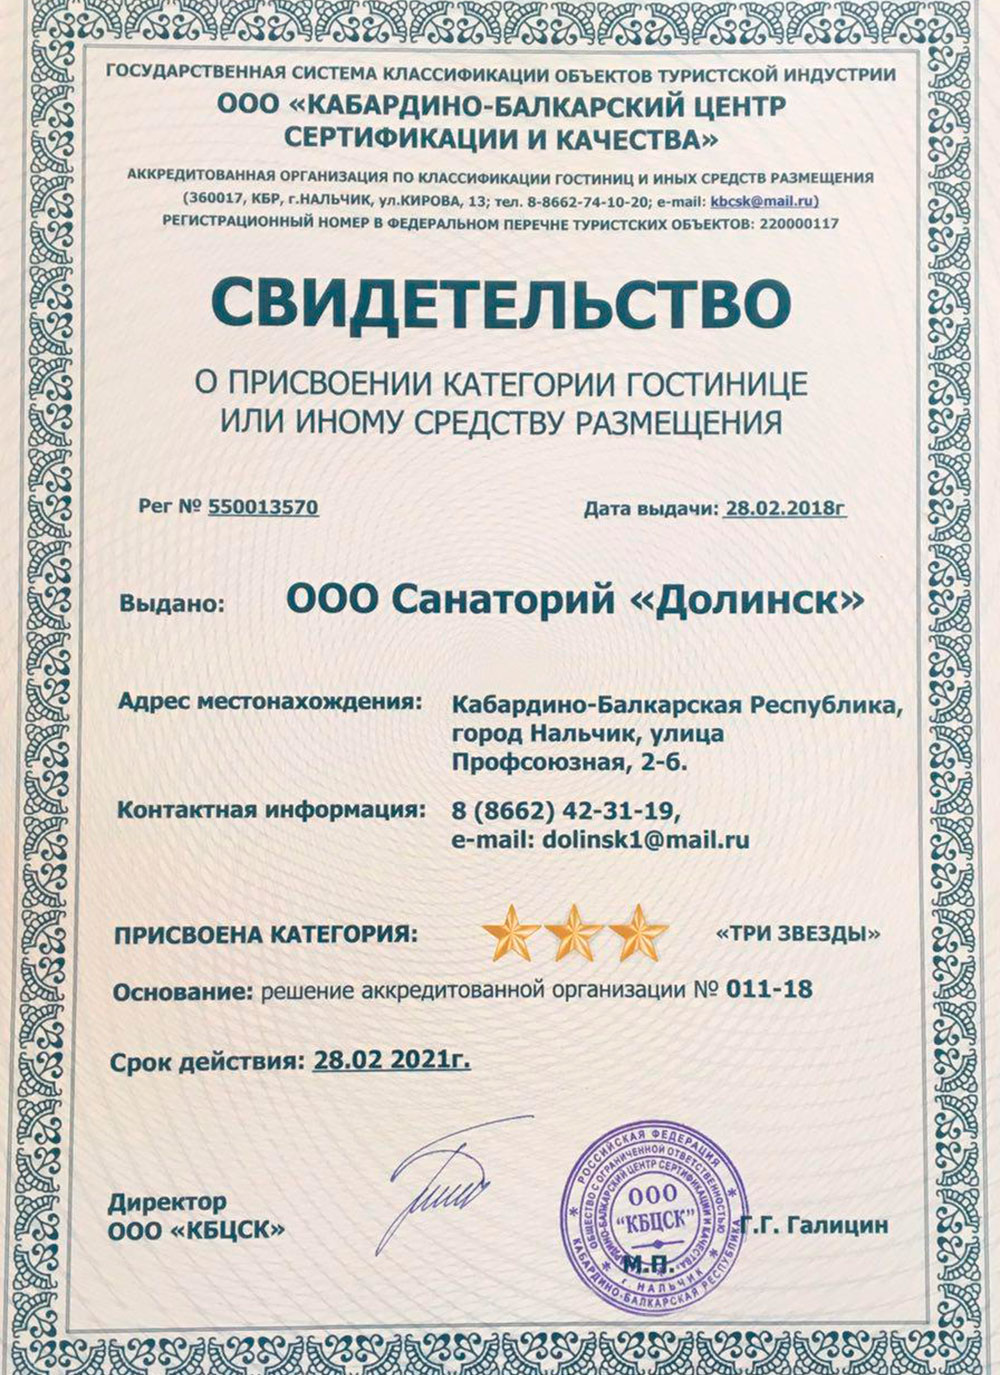 ГОСУДАРСТВЕННАЯ СИСТЕМА КЛАССИФИКАЦИИ ОБЪЕКТОВ ТУРИСТСКОЙ ИНДУСТРИИ
ООО «КАБАРДИНО-БАЛКАРСКИЙ ЦЕНТР
СЕРТИФИКАЦИИ И КАЧЕСТВА»
АККРЕДИТОВАННАЯ ОРГАНИЗАЦИЯ ПО КЛАССИФИКАЦИИ ГОСТИНИЦ И ИНЫХ СРЕДСТВ РАЗМЕЩЕНИЯ
(360017, КБР, г.НАЛЬЧИК, ул.КИРОВА, 13; тел. 8-8662-74-10-20; e-mail: kbcsk@mail.ru)
РЕГИСТРАЦИОННЫЙ НОМЕР В ФЕДЕРАЛЬНОМ ПЕРЕЧНЕ ТУРИСТСКИХ ОБЪЕКТОВ: 220000117
СВИДЕТЕЛЬСТВО
О ПРИСВОЕНИИ КАТЕГОРИИ ГОСТИНИЦЕ
ИЛИ ИНОМУ СРЕДСТВУ РАЗМЕЩЕНИЯ
Рег № 550013570 Дата выдачи: 28.02.2018г
Выдано: ООО Санаторий «Долинск»
Адрес местонахождения: Кабардино-Балкарская Республика,
город Нальчик, улица
Профсоюзная, 2-б.
Контактная информация: 8 (8662) 42-31-19,
e-mail: dolinsk1@mail.ru
ПРИСВОЕНА КАТЕГОРИЯ: «ТРИ ЗВЕЗДЫ»
Основание: решение аккредитованной организации № 011-18
Срок действия: 28.02 2021г.
Директор
ООО «КБЦСК» Г.Г. Галицин
М.П.
РОССИЙСКАЯ ФЕДЕРАЦИЯ
КАБАРДИНО-БАЛКАРСКАЯ РЕСПУБЛИКА
ОБЩЕСТВО С ОГРАНИЧЕННОЙ ОТВЕТСТВЕННОСТЬЮ
г. НАЛЬЧИК
ООО
"КБЦСК"